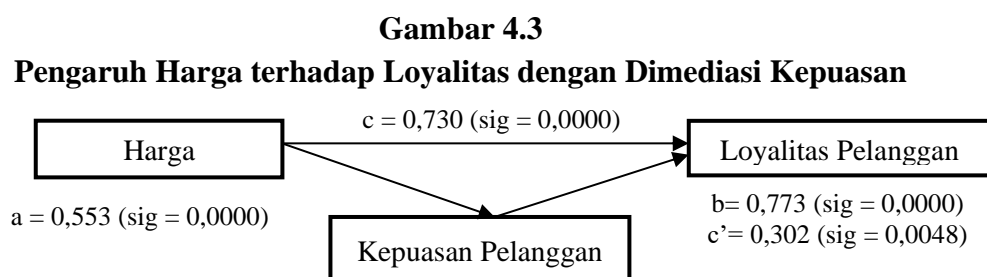 Gambar 4.3
Pengaruh Harga terhadap Loyalitas dengan Dimediasi Kepuasan
c = 0,730 (sig = 0,0000)
Harga
Loyalitas Pelanggan
a = 0,553 (sig = 0,0000)
b= 0,773 (sig = 0,0000)
c’= 0,302 (sig = 0,0048)
Kepuasan Pelanggan